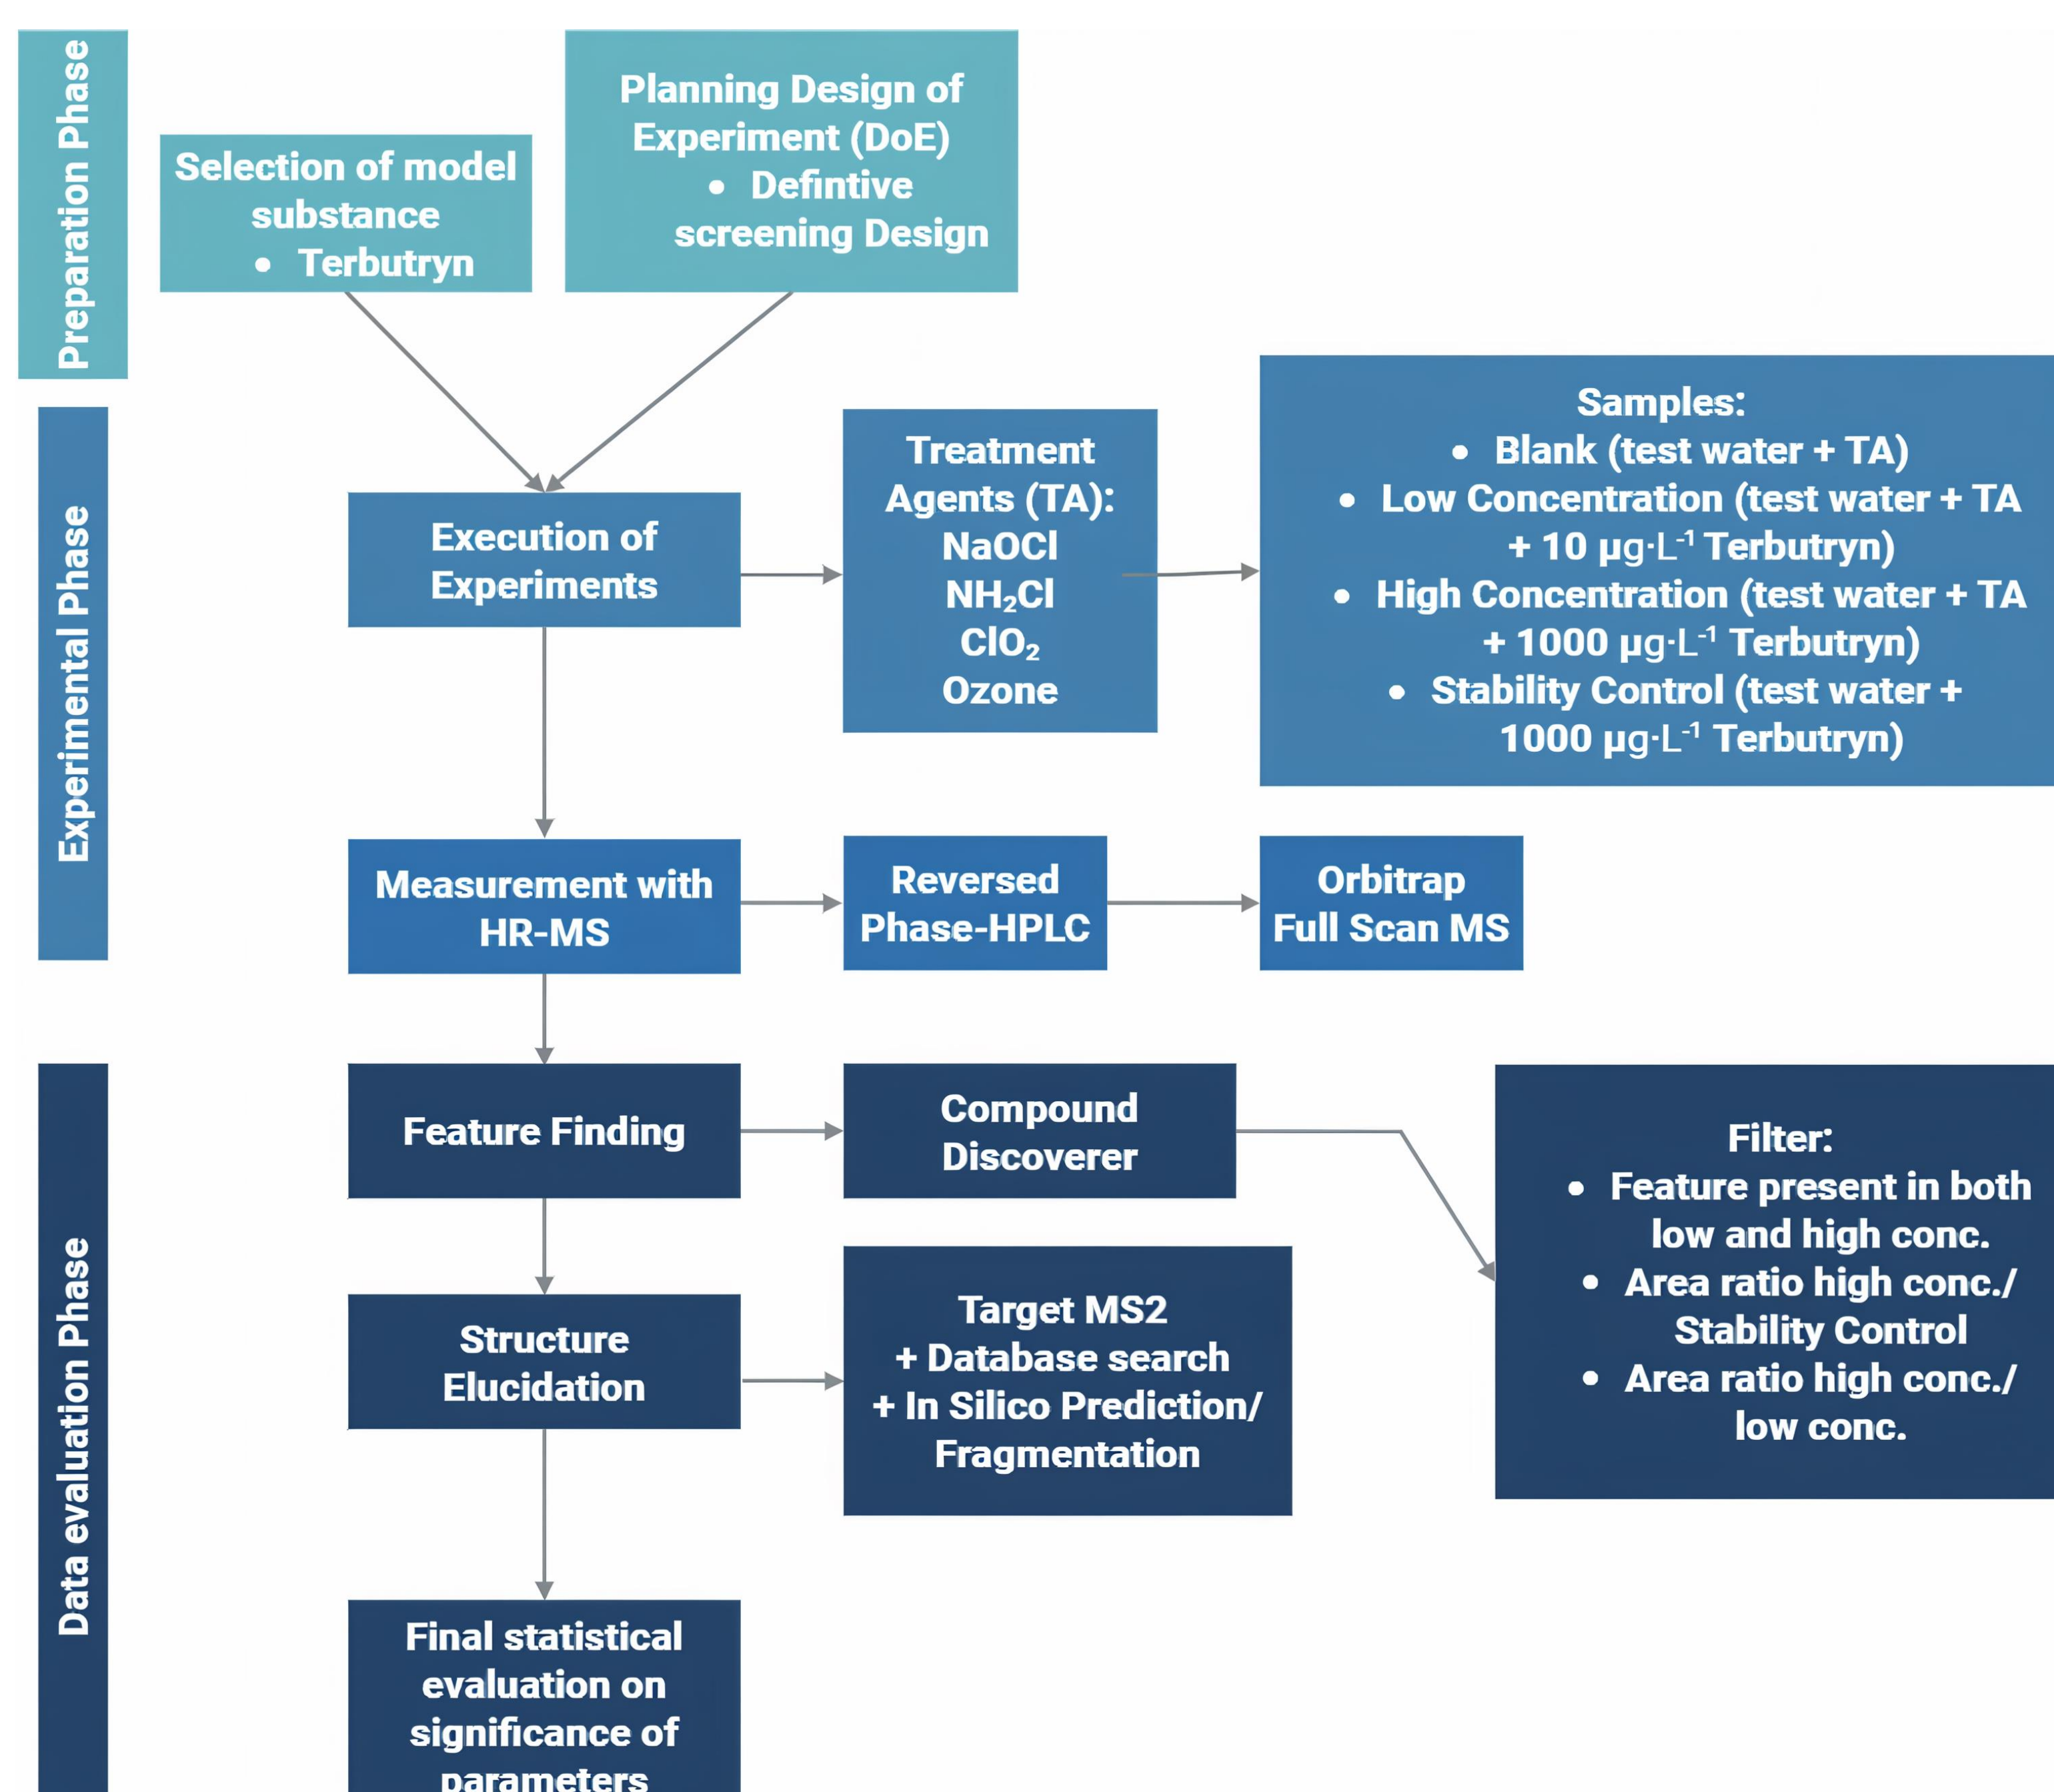 Preparation Phase
Selection of model
substance
• Terbutryn
Planning Design of
Experiment (DoE)
• Defintive
screening Design
Experimental Phase
Execution of
Experiments
Treatment
Agents (TA):
NaOCl
NH₂Cl
ClO₂
Ozone
Samples:
• Blank (test water + TA)
• Low Concentration (test water + TA
+ 10 µg·L⁻¹ Terbutryn)
• High Concentration (test water + TA
+ 1000 µg·L⁻¹ Terbutryn)
• Stability Control (test water +
1000 µg·L⁻¹ Terbutryn)
Measurement with
HR-MS
Reversed
Phase-HPLC
Orbitrap
Full Scan MS
Data evaluation Phase
Feature Finding
Compound
Discoverer
Filter:
• Feature present in both
low and high conc.
• Area ratio high conc./
Stability Control
• Area ratio high conc./
low conc.
Structure
Elucidation
Target MS2
+ Database search
+ In Silico Prediction/
Fragmentation
Final statistical
evaluation on
significance of
parameters